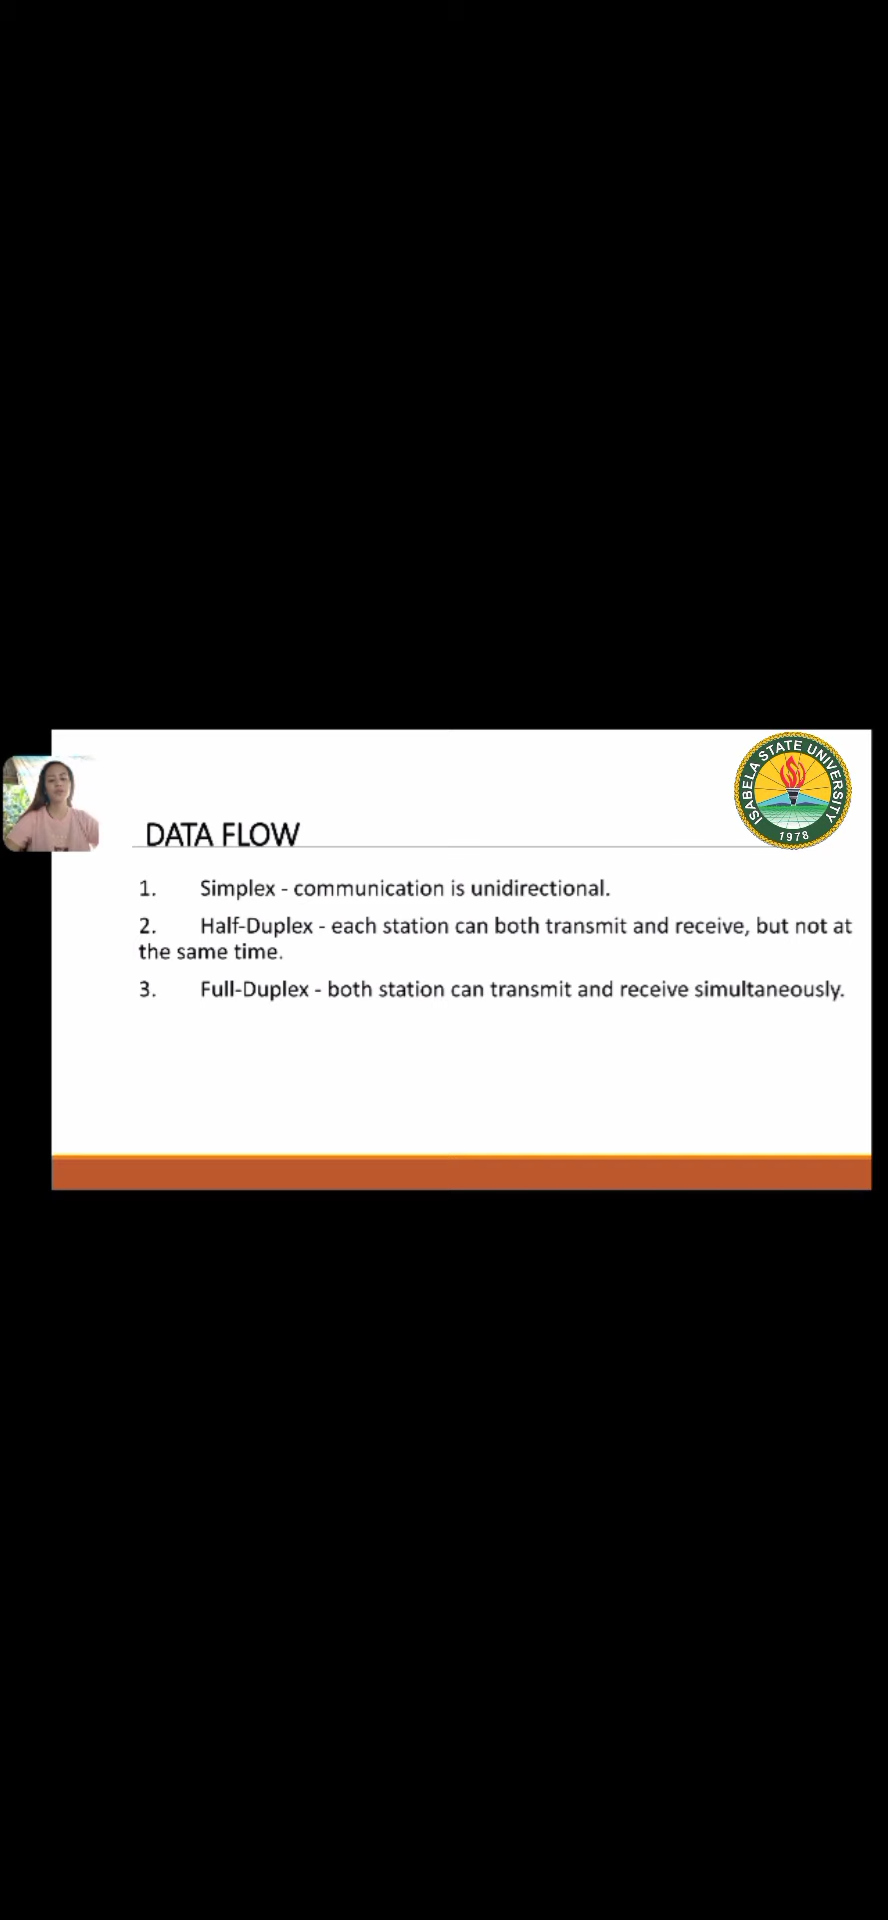 ISABELA STATE UNIVERSITY
1978
DATA FLOW
1. Simplex - communication is unidirectional.
2. Half-Duplex - each station can both transmit and receive, but not at
the same time.
3. Full-Duplex - both station can transmit and receive simultaneously.